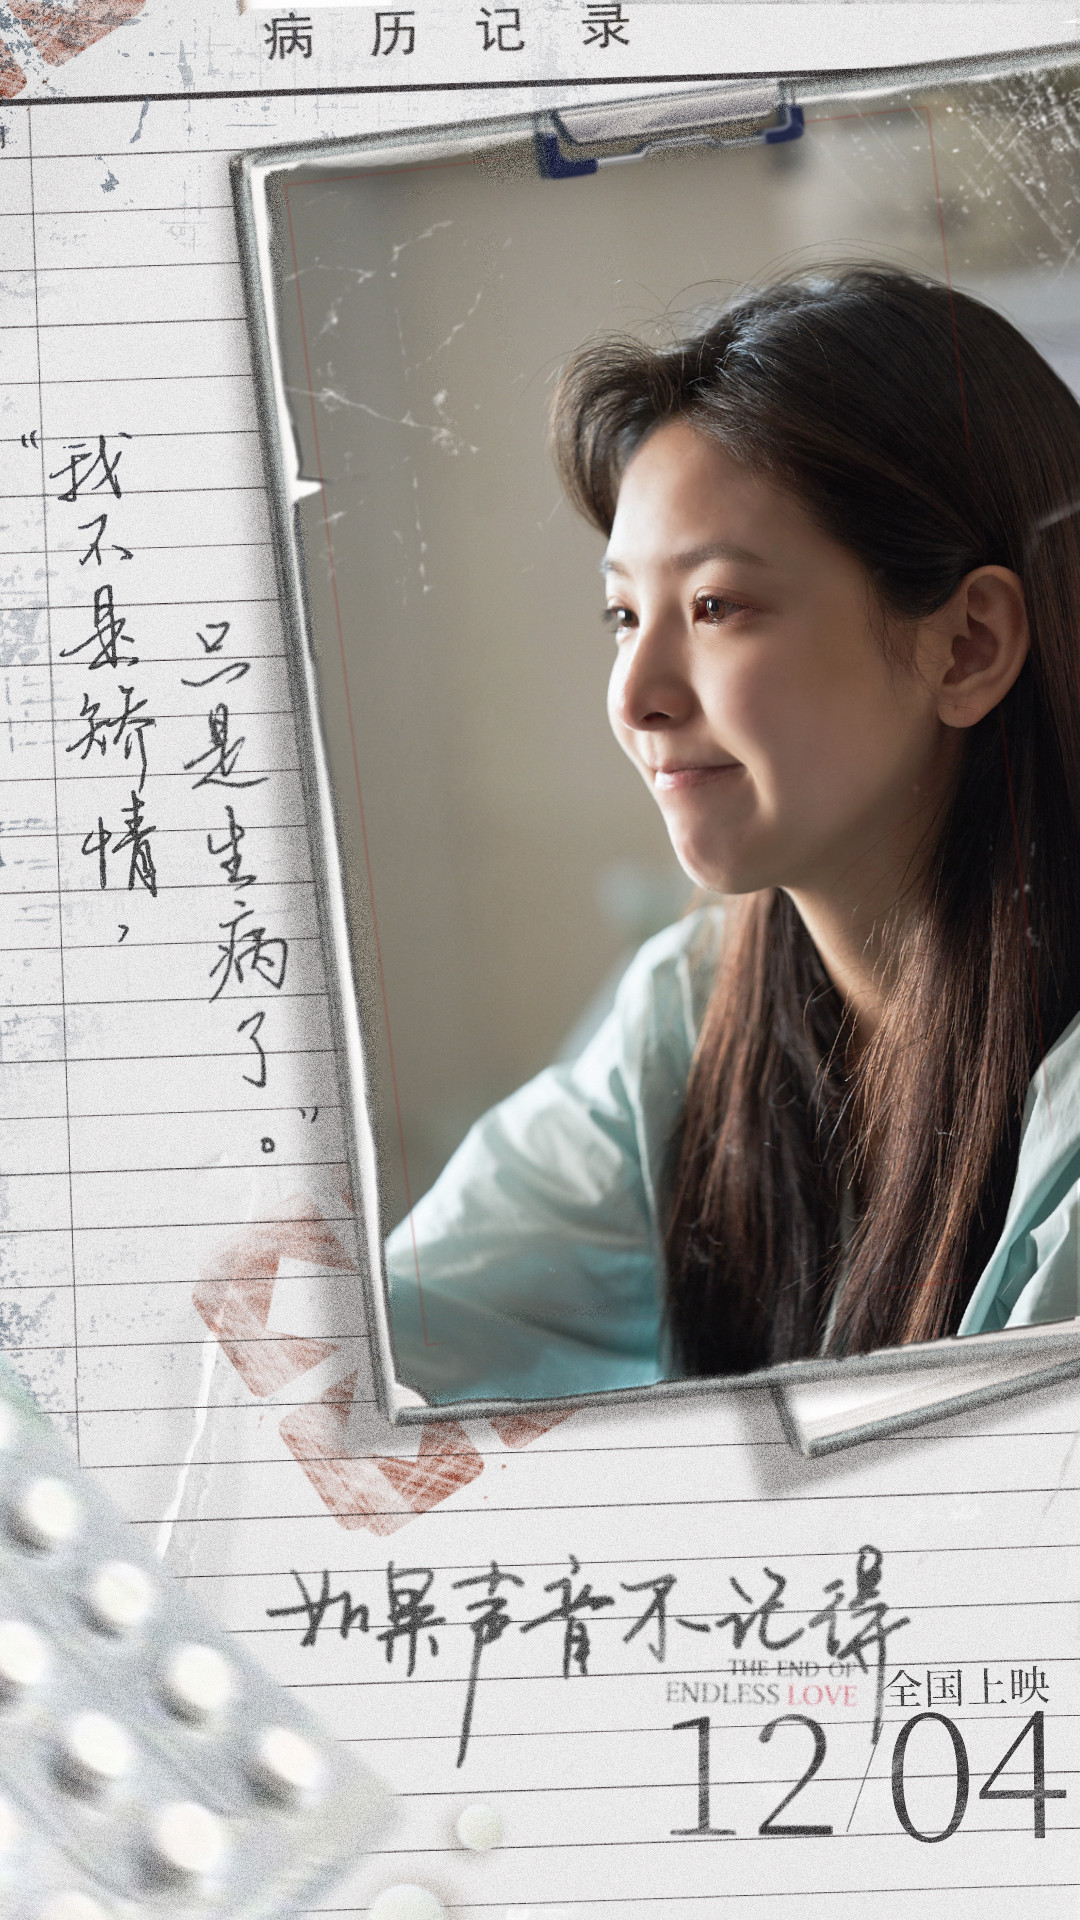 病历记录
“我不是矫情，
只是生病了。”
如果声音不记得
THE END OF
ENDLESS LOVE
全国上映
12/04